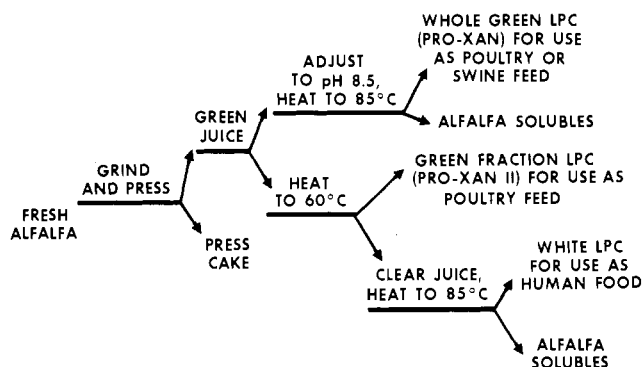 FRESH
ALFALFA
GRIND
AND PRESS
PRESS
CAKE
GREEN
JUICE
ADJUST
TO pH 8.5,
HEAT TO 85°C
WHOLE GREEN LPC
(PRO-XAN) FOR USE
AS POULTRY OR
SWINE FEED
ALFALFA SOLUBLES
HEAT
TO 60°C
GREEN FRACTION LPC
(PRO-XAN II) FOR USE AS
POULTRY FEED
CLEAR JUICE,
HEAT TO 85°C
WHITE LPC
FOR USE AS
HUMAN FOOD
ALFALFA
SOLUBLES